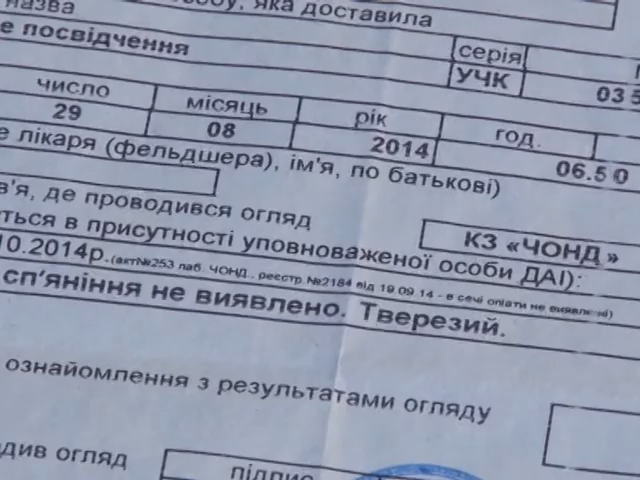 назва
яка доставила
е посвідчення
серія
УЧК
03 5
число місяць рік год.
29 08 2014 06.50
е лікаря (фельдшера), ім'я, по батькові)
в'я, де проводився огляд
КЗ «ЧОНД»
ться в присутності уповноваженої особи ДАІ):
10.2014р.(акт№253 лаб. ЧОНД., реєстр.№2184 від 19.09.14 - в сечі опіати не виявлені)
сп'яніння не виявлено. Тверезий.
ознайомлення з результатами огляду
див огляд
підпис